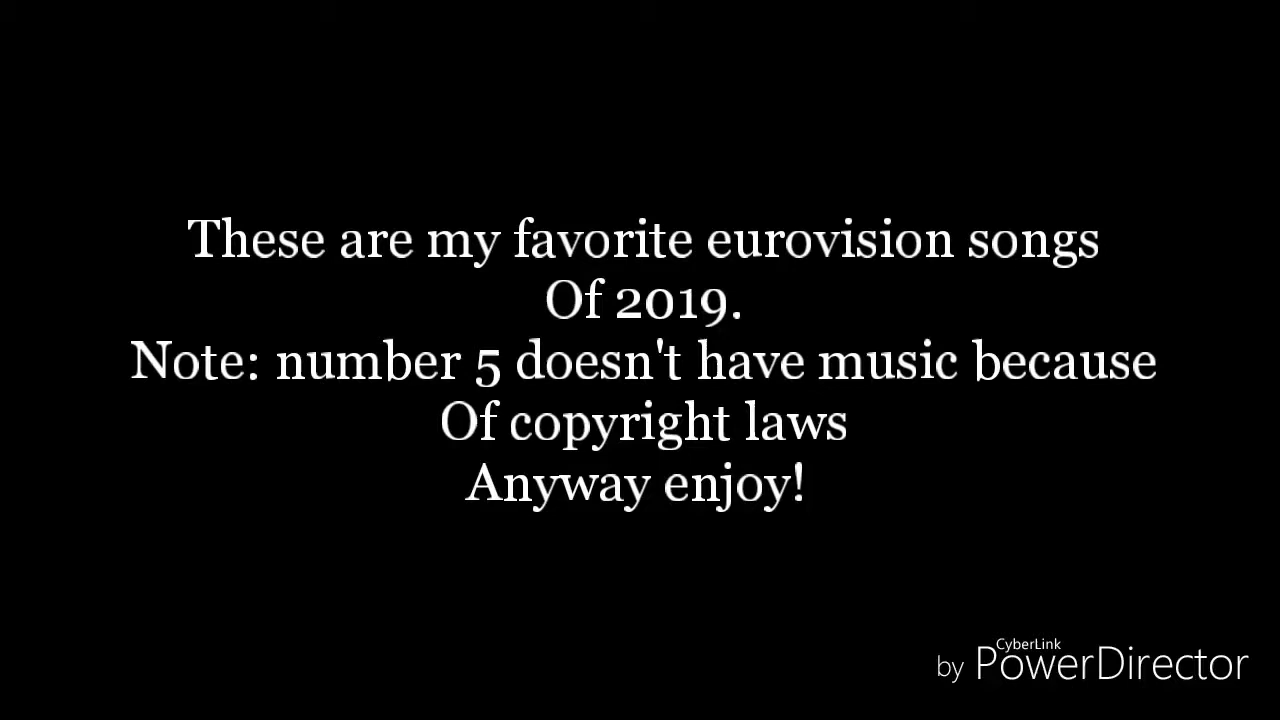 These are my favorite eurovision songs
Of 2019.
Note: number 5 doesn't have music because
Of copyright laws
Anyway enjoy!
CyberLink
by PowerDirector